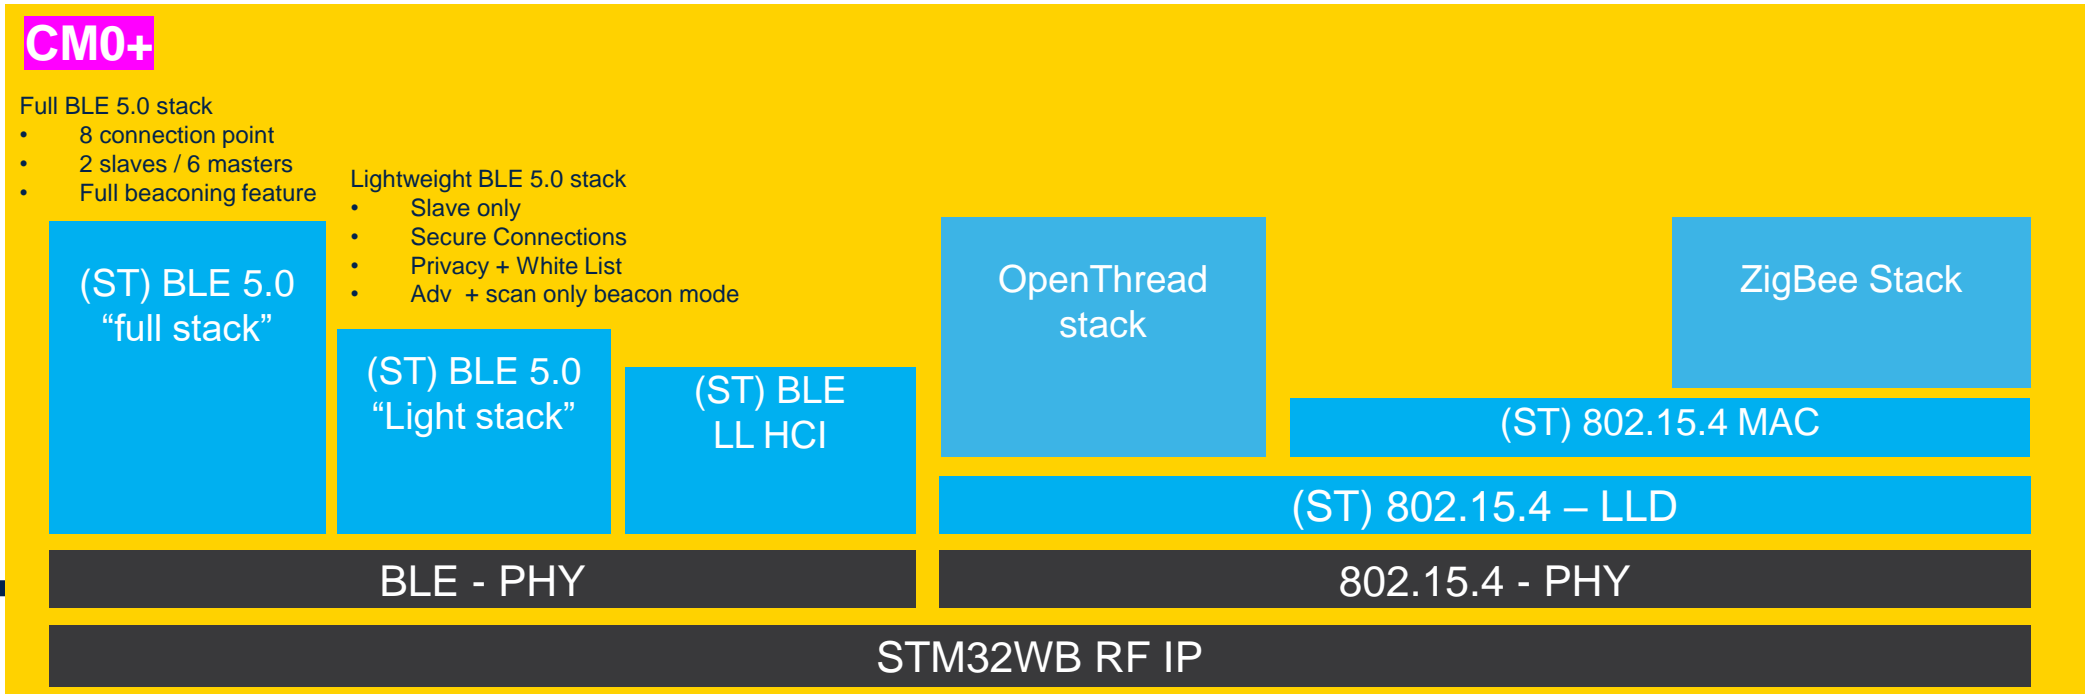 CM0+
Full BLE 5.0 stack
• 8 connection point
• 2 slaves / 6 masters
• Full beaconing feature
Lightweight BLE 5.0 stack
• Slave only
• Secure Connections
• Privacy + White List
• Adv + scan only beacon mode
(ST) BLE 5.0
“full stack”
(ST) BLE 5.0
“Light stack”
(ST) BLE
LL HCI
OpenThread
stack
ZigBee Stack
(ST) 802.15.4 MAC
(ST) 802.15.4 – LLD
BLE - PHY
802.15.4 - PHY
STM32WB RF IP